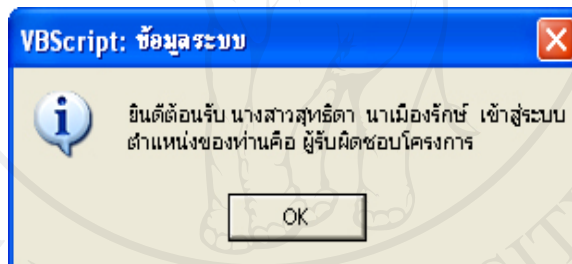 VBScript: ข้อมูลระบบ
ยินดีต้อนรับ นางสาวสุทธิดา นาเมืองรักษ์ เข้าสู่ระบบ
ตำแหน่งของท่านคือ ผู้รับผิดชอบโครงการ
OK